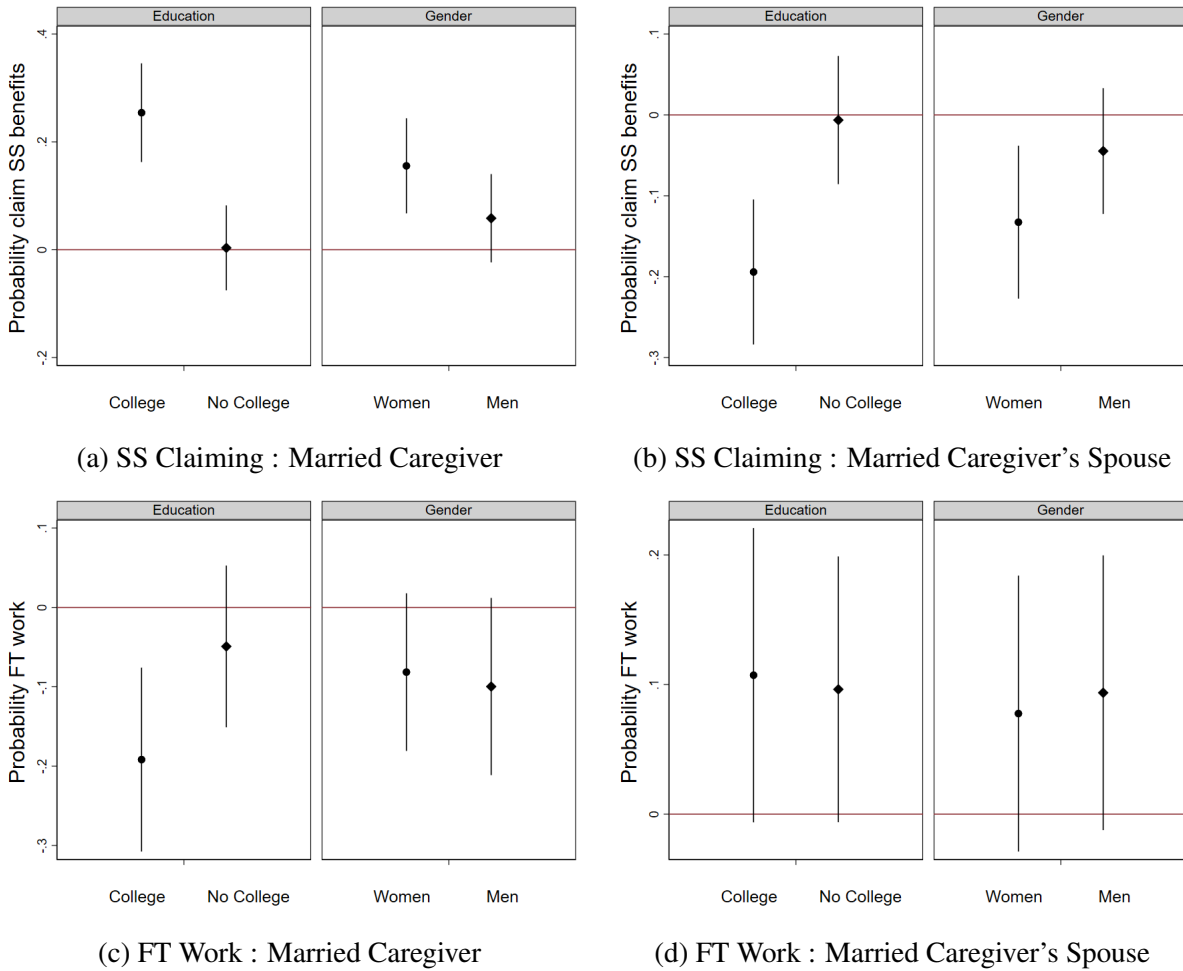 Education Gender
Probability claim SS benefits
.4
.2
0
-.2
College No College Women Men
(a) SS Claiming : Married Caregiver
Education Gender
Probability claim SS benefits
.1
0
-.1
-.2
-.3
College No College Women Men
(b) SS Claiming : Married Caregiver’s Spouse
Education Gender
Probability FT work
.1
0
-.1
-.2
-.3
College No College Women Men
(c) FT Work : Married Caregiver
Education Gender
Probability FT work
.2
.1
0
College No College Women Men
(d) FT Work : Married Caregiver’s Spouse